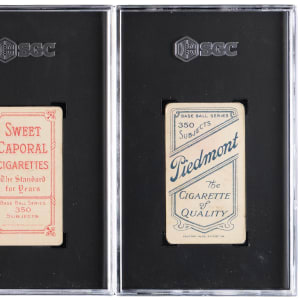 SGC
SWEET
CAPORAL
CIGARETTES
The Standard
for Years
BASE BALL SERIES
350
SUBJECTS
SGC
BASE BALL SERIES
350
SUBJECTS
Piedmont
The
CIGARETTE
OF
QUALITY